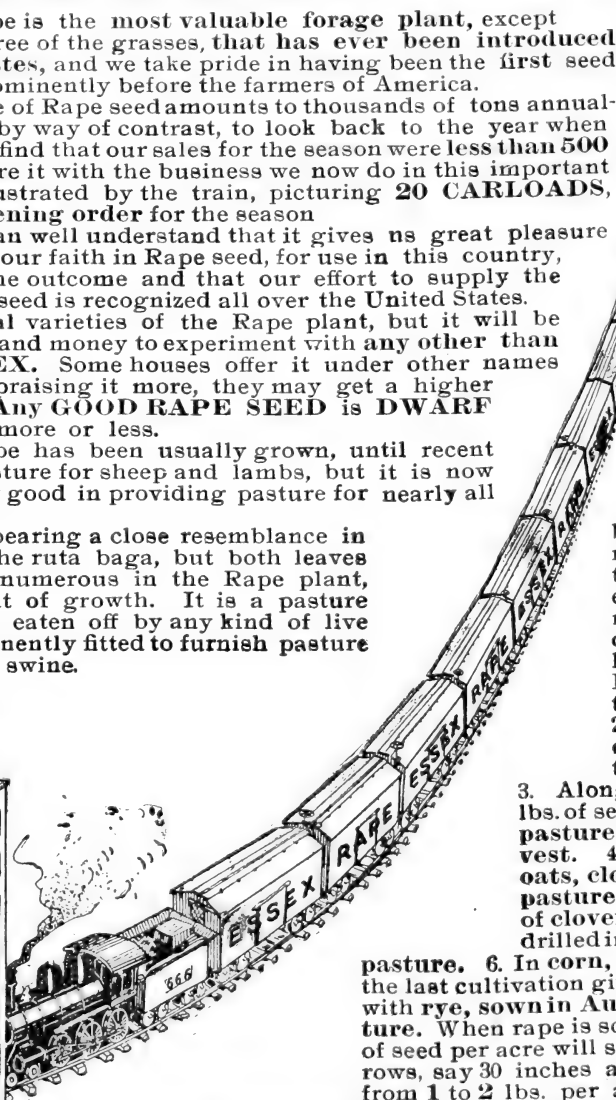 pe is the most valuable forage plant, except
ree of the grasses, that has ever been introduced
tes, and we take pride in having been the first seed
ominently before the farmers of America.
e of Rape seed amounts to thousands of tons annual-
by way of contrast, to look back to the year when
find that our sales for the season were less than 500
re it with the business we now do in this important
ustrated by the train, picturing 20 CARLOADS,
ening order for the season
an well understand that it gives ns great pleasure
our faith in Rape seed, for use in this country,
he outcome and that our effort to supply the
seed is recognized all over the United States.
al varieties of the Rape plant, but it will be
and money to experiment with any other than
EX. Some houses offer it under other names
praising it more, they may get a higher
Any GOOD RAPE SEED is DWARF
more or less.
pe has been usually grown, until recent
sture for sheep and lambs, but it is now
good in providing pasture for nearly all
bearing a close resemblance in
he ruta baga, but both leaves
numerous in the Rape plant,
it of growth. It is a pasture
eaten off by any kind of live
nently fitted to furnish pasture
swine.
ESSEX
RAPE
ESSEX
RAPE
ESSEX
RAPE
ESSEX
666
3. Alon
lbs. of se
pasture
vest. 4
oats, clo
pasture
of clove
drilled i
pasture. 6. In corn,
the last cultivation gi
with rye, sown in Au
ture. When rape is so
of seed per acre will s
rows, say 30 inches a
from 1 to 2 lbs. per a